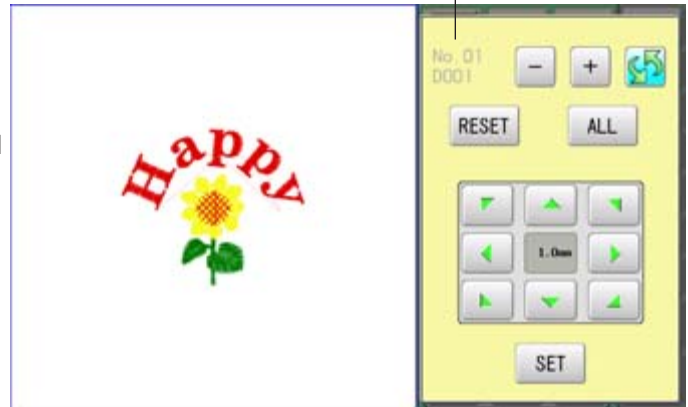 Happy
No. 01
D001
- +
RESET ALL
1.0mm
SET